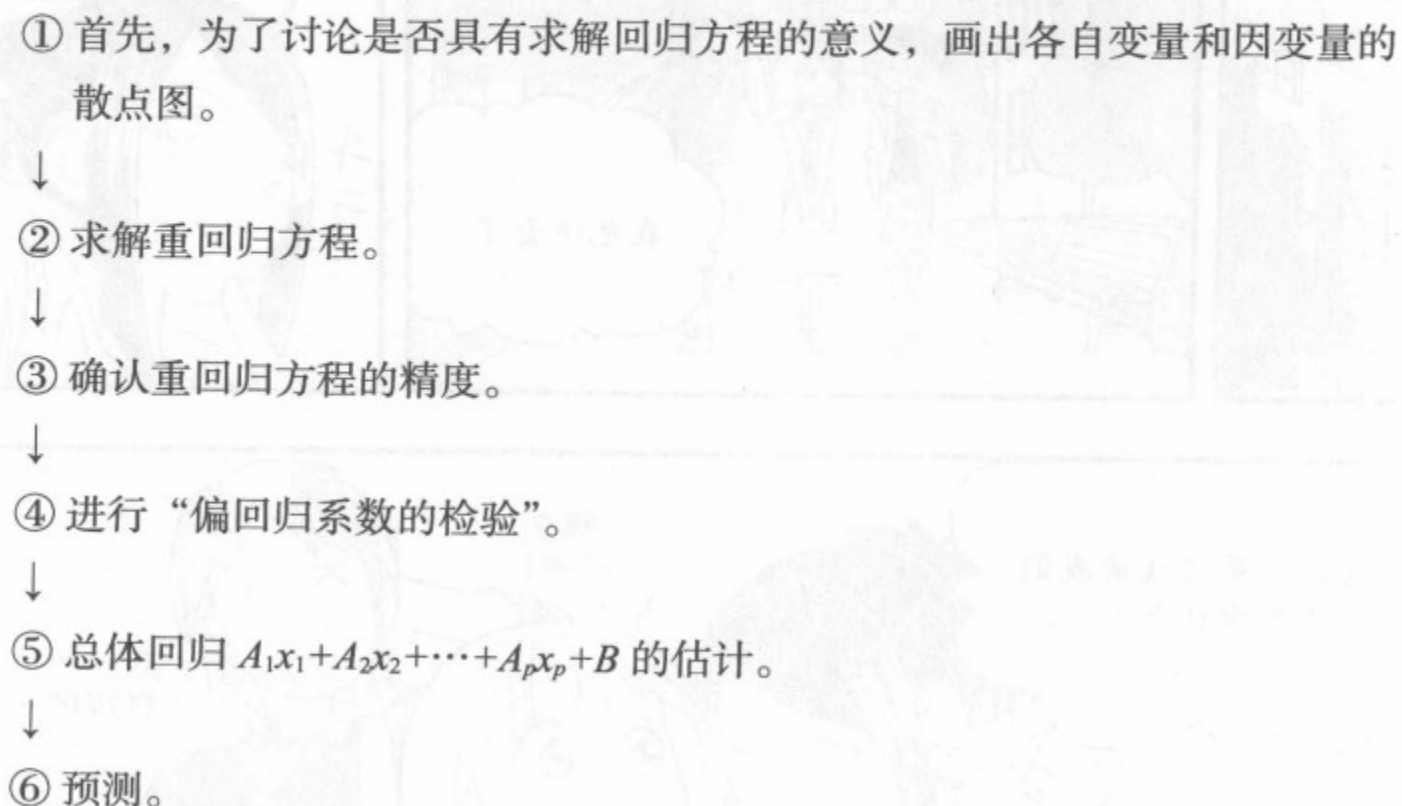 ①首先，为了讨论是否具有求解回归方程的意义，画出各自变量和因变量的
散点图。
↓
②求解重回归方程。
↓
③确认重回归方程的精度。
↓
④进行“偏回归系数的检验”。
↓
⑤总体回归 A₁x₁+A₂x₂+⋯+Aₚxₚ+B 的估计。
↓
⑥预测。